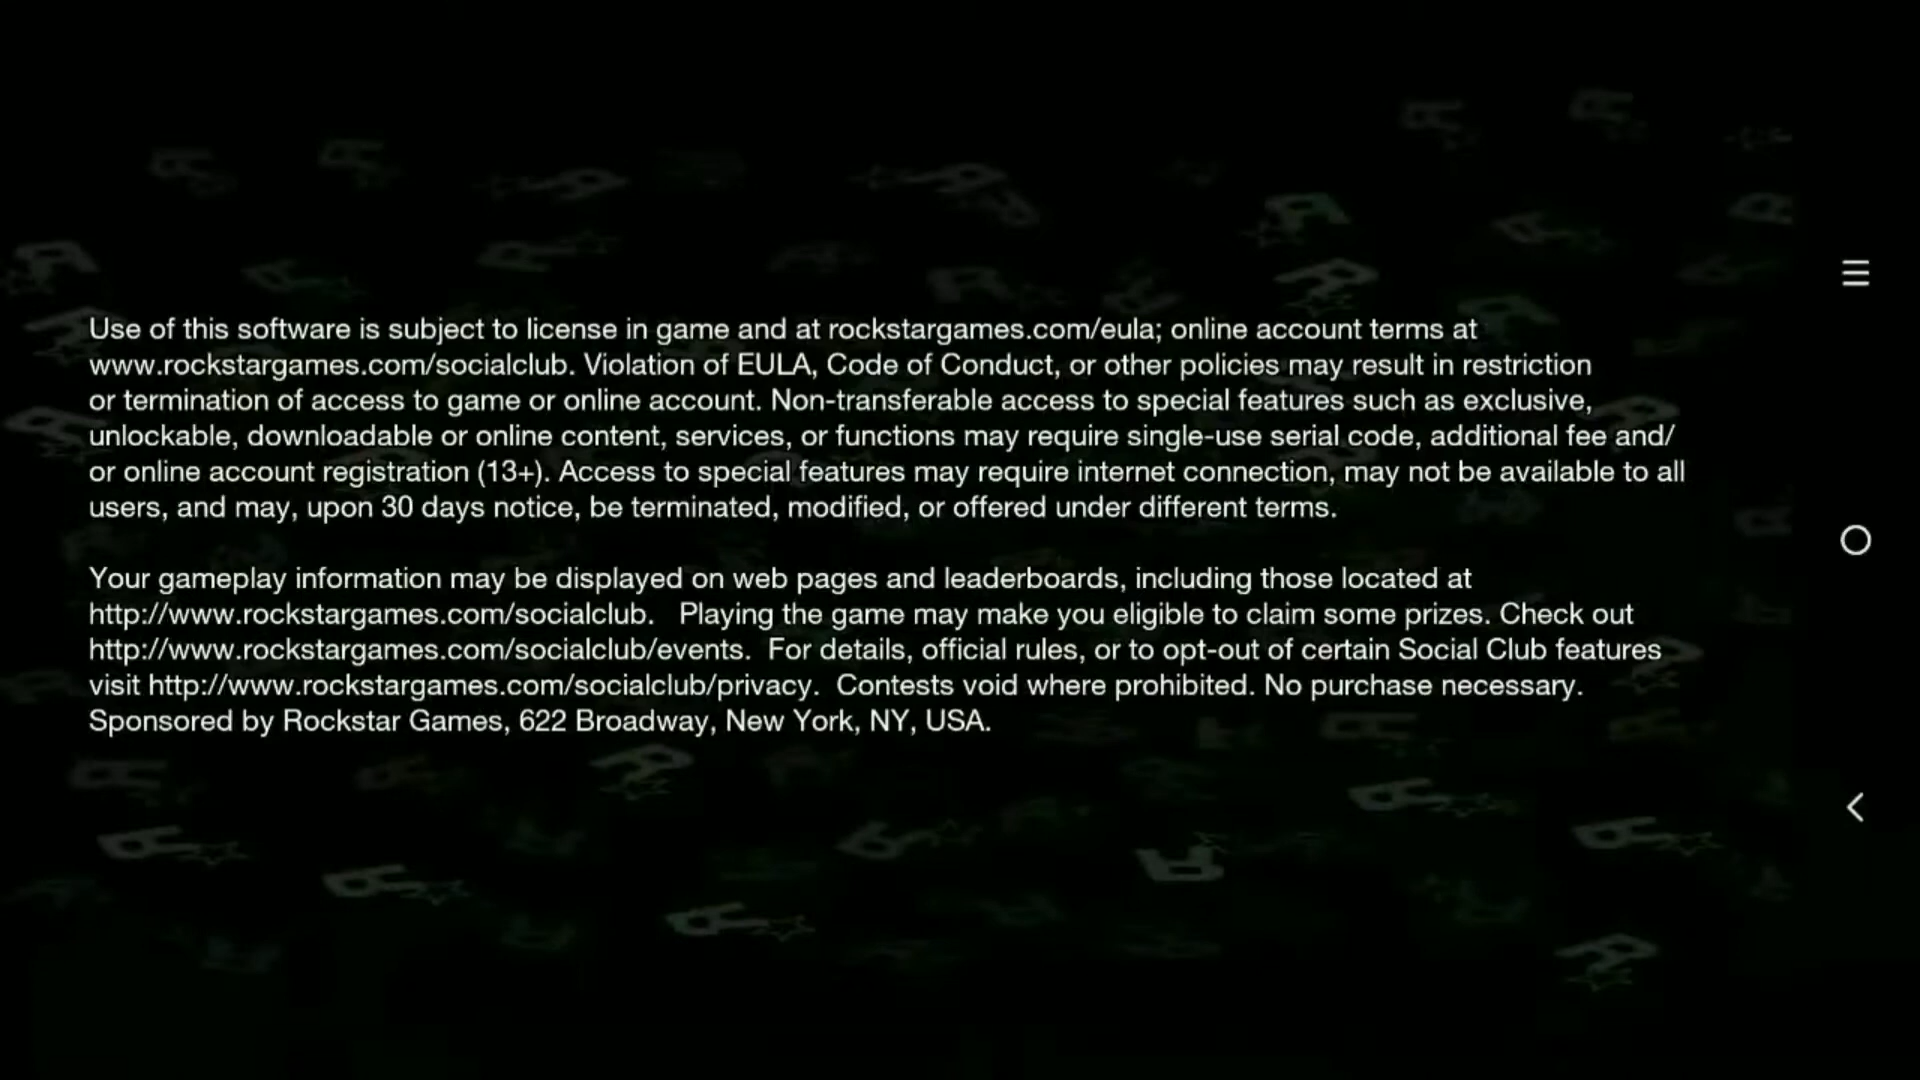 Use of this software is subject to license in game and at rockstargames.com/eula; online account terms at
www.rockstargames.com/socialclub. Violation of EULA, Code of Conduct, or other policies may result in restriction
or termination of access to game or online account. Non-transferable access to special features such as exclusive,
unlockable, downloadable or online content, services, or functions may require single-use serial code, additional fee and/
or online account registration (13+). Access to special features may require internet connection, may not be available to all
users, and may, upon 30 days notice, be terminated, modified, or offered under different terms.

Your gameplay information may be displayed on web pages and leaderboards, including those located at
http://www.rockstargames.com/socialclub.   Playing the game may make you eligible to claim some prizes. Check out
http://www.rockstargames.com/socialclub/events.  For details, official rules, or to opt-out of certain Social Club features
visit http://www.rockstargames.com/socialclub/privacy.  Contests void where prohibited. No purchase necessary.
Sponsored by Rockstar Games, 622 Broadway, New York, NY, USA.